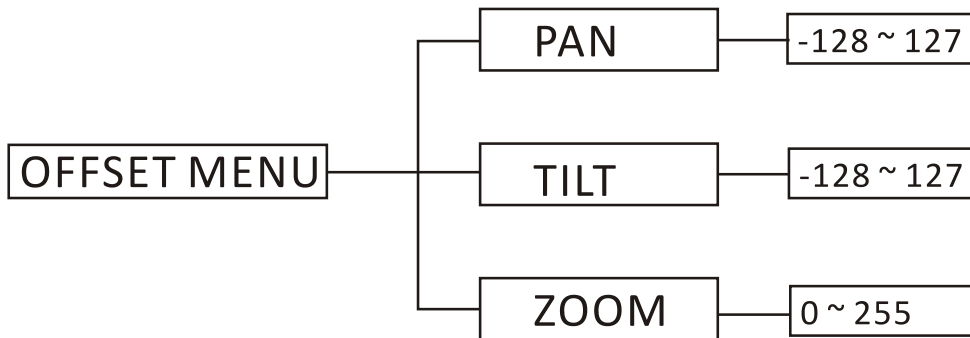 PAN
-128 ~ 127
OFFSET MENU
TILT
-128 ~ 127
ZOOM
0 ~ 255